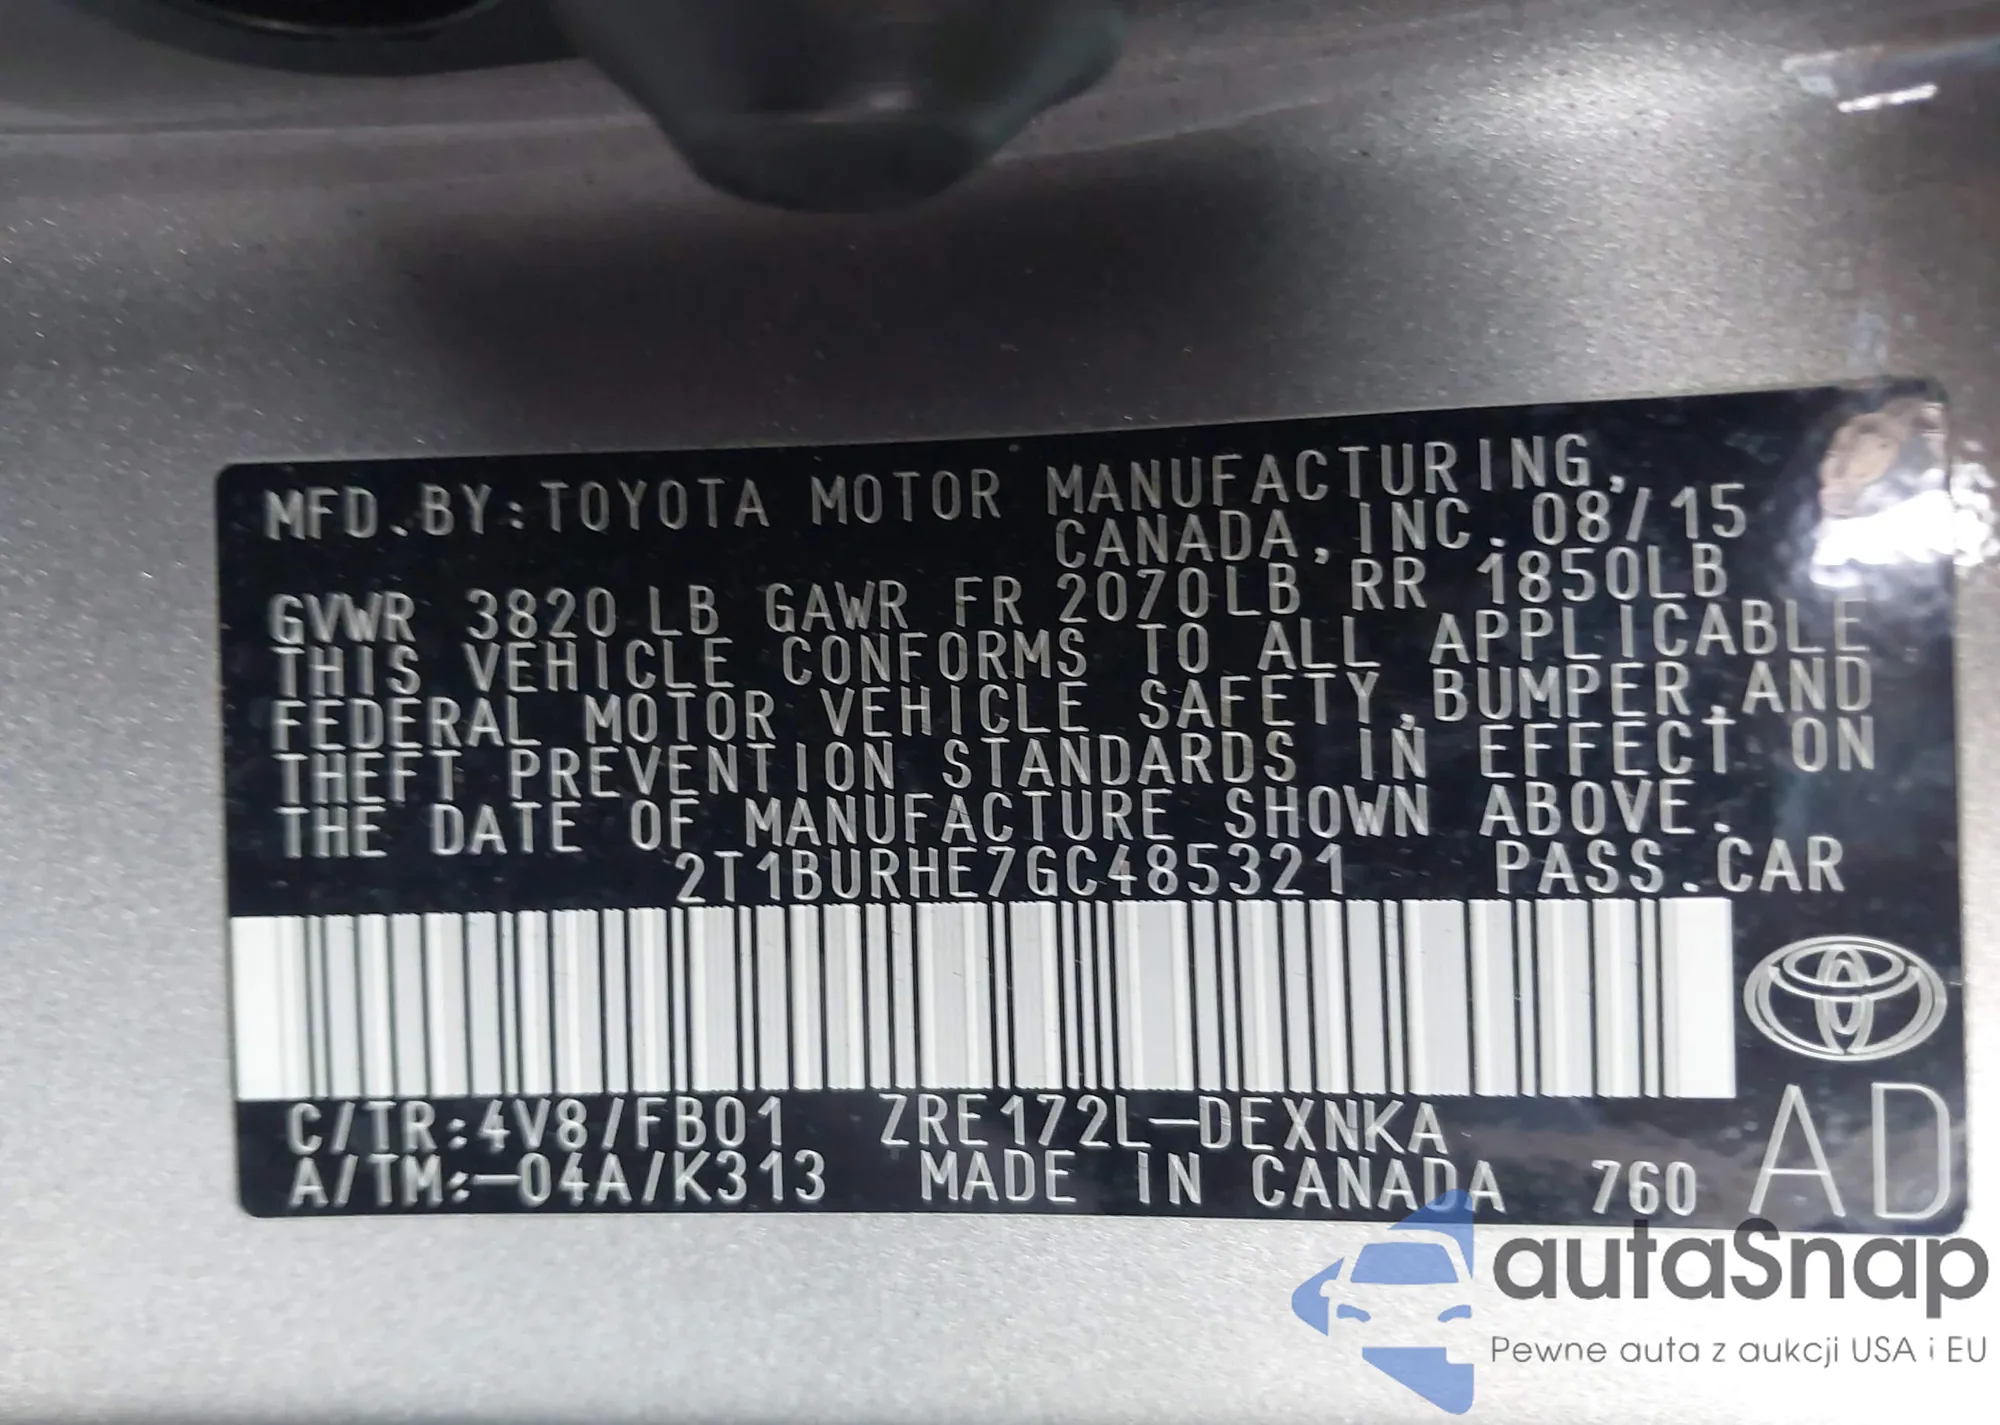 MFD.BY:TOYOTA MOTOR MANUFACTURING,
CANADA, INC. 08/15
GVWR 3820LB GAWR FR 2070LB RR 1850LB
THIS VEHICLE CONFORMS TO ALL APPLICABLE
FEDERAL MOTOR VEHICLE SAFETY,BUMPER,AND
THEFT PREVENTION STANDARDS IN EFFECT ON
THE DATE OF MANUFACTURE SHOWN ABOVE.
2T1BURHE7GC485321 PASS.CAR
C/TR:4V8/FB01 ZRE172L-DEXNKA
A/TM:-04A/K313 MADE IN CANADA 760
AD
autaSnap
Pewne auta z aukcji USA i EU